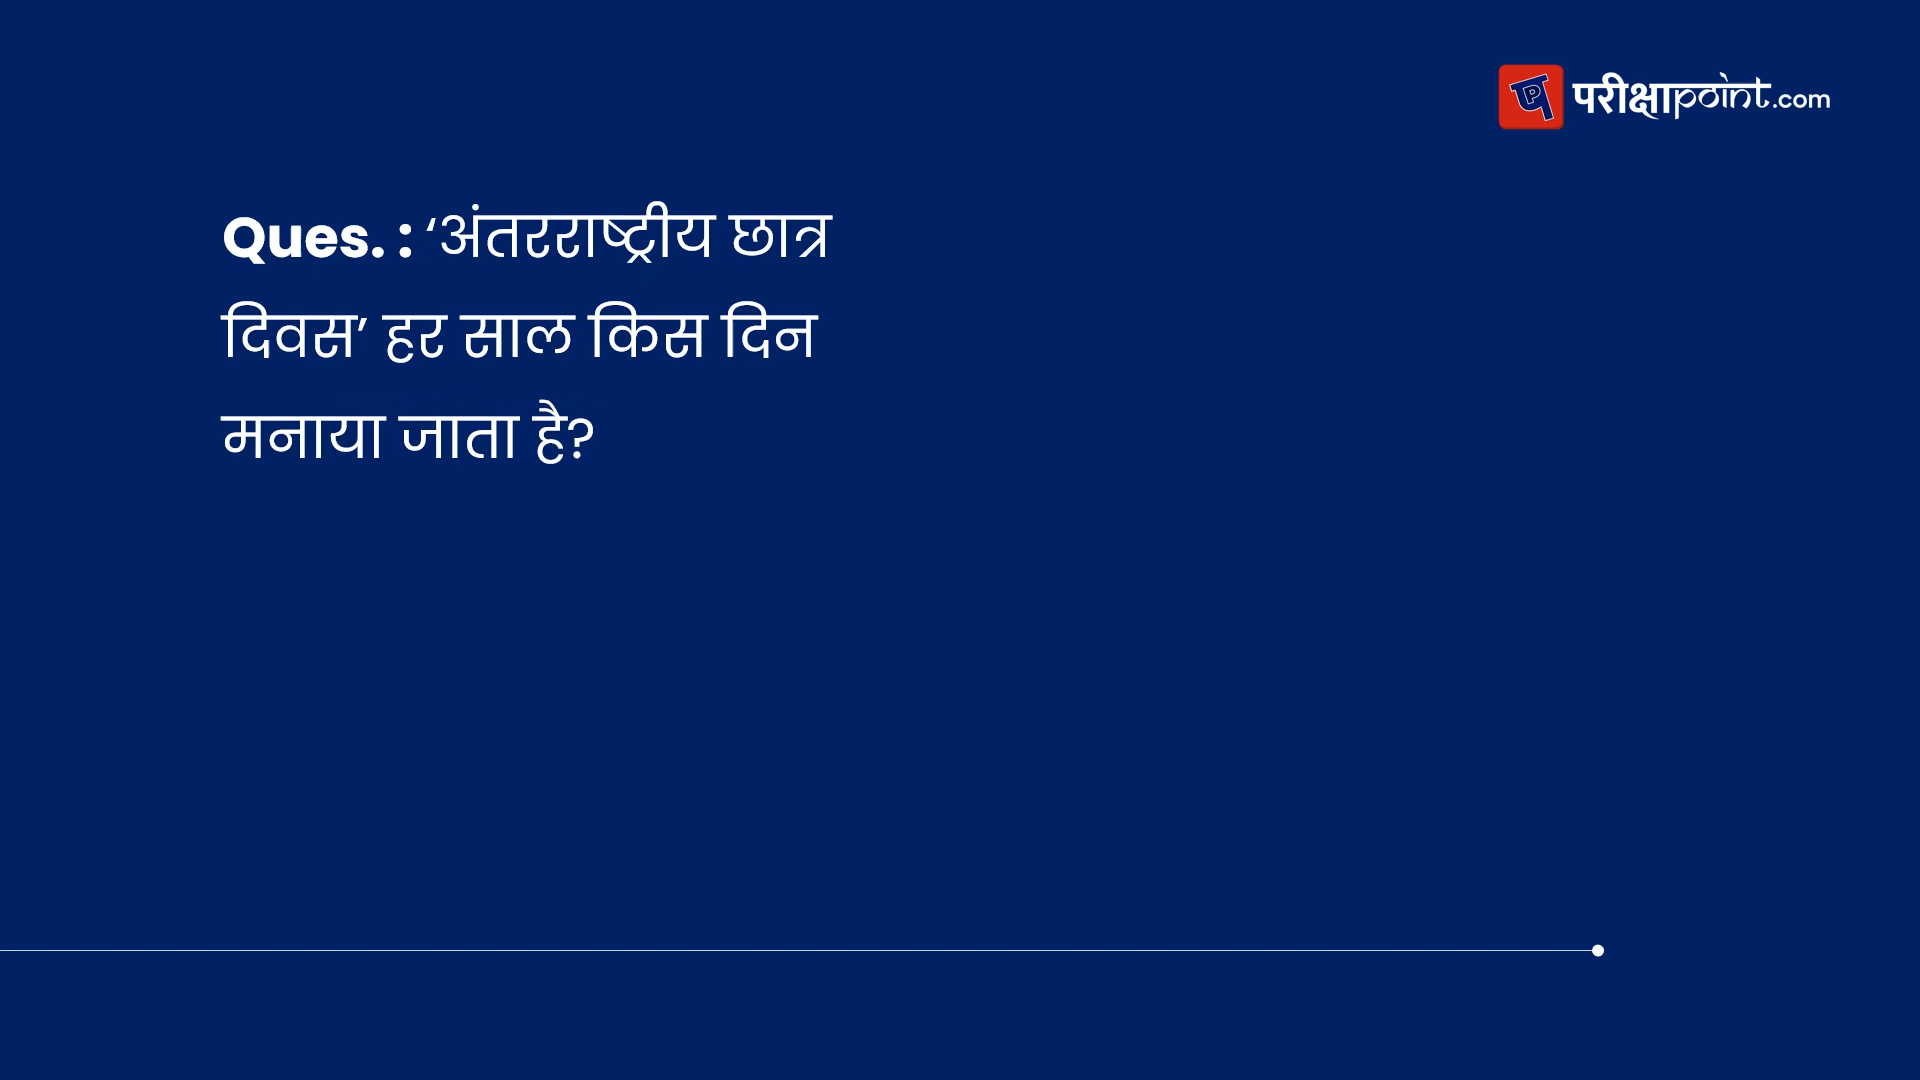 परीक्षाpoint.com
Ques. : ‘अंतरराष्ट्रीय छात्र
दिवस’ हर साल किस दिन
मनाया जाता है?